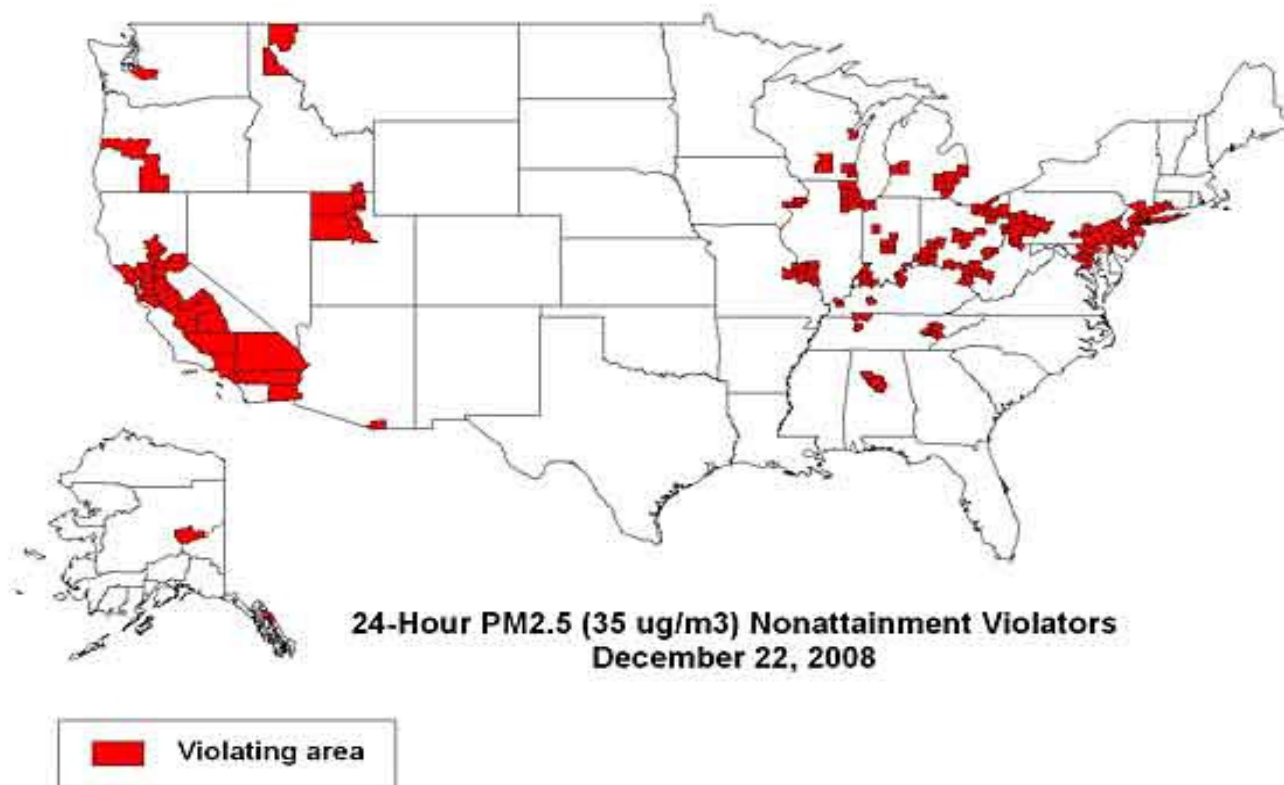 24-Hour PM2.5 (35 ug/m3) Nonattainment Violators
December 22, 2008
Violating area